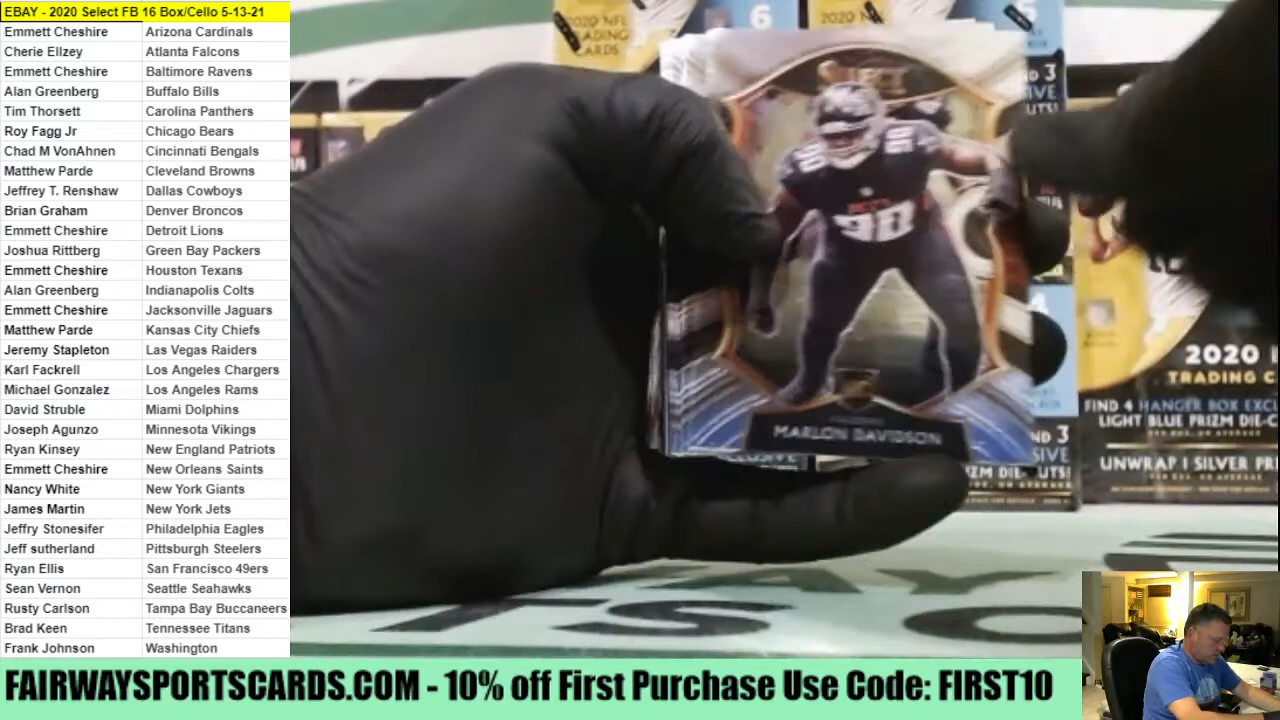 EBAY - 2020 Select FB 16 Box/Cello 5-13-21
Emmett Cheshire Arizona Cardinals
Cherie Ellzey Atlanta Falcons
Emmett Cheshire Baltimore Ravens
Alan Greenberg Buffalo Bills
Tim Thorsett Carolina Panthers
Roy Fagg Jr Chicago Bears
Chad M VonAhnen Cincinnati Bengals
Matthew Parde Cleveland Browns
Jeffrey T. Renshaw Dallas Cowboys
Brian Graham Denver Broncos
Emmett Cheshire Detroit Lions
Joshua Rittberg Green Bay Packers
Emmett Cheshire Houston Texans
Alan Greenberg Indianapolis Colts
Emmett Cheshire Jacksonville Jaguars
Matthew Parde Kansas City Chiefs
Jeremy Stapleton Las Vegas Raiders
Karl Fackrell Los Angeles Chargers
Michael Gonzalez Los Angeles Rams
David Struble Miami Dolphins
Joseph Agunzo Minnesota Vikings
Ryan Kinsey New England Patriots
Emmett Cheshire New Orleans Saints
Nancy White New York Giants
James Martin New York Jets
Jeffry Stonesifer Philadelphia Eagles
Jeff sutherland Pittsburgh Steelers
Ryan Ellis San Francisco 49ers
Sean Vernon Seattle Seahawks
Rusty Carlson Tampa Bay Buccaneers
Brad Keen Tennessee Titans
Frank Johnson Washington
2020 NFL
TRADING
CARDS
6
2020 N
SELECT
90
MARLON DAVIDSON
2020
TRADING C
FIND 4 HANGER BOX EXCL
LIGHT BLUE PRIZM DIE-C
UNWRAP 1 SILVER PR
TS O
FAIRWAYSPORTSCARDS.COM - 10% off First Purchase Use Code: FIRST10